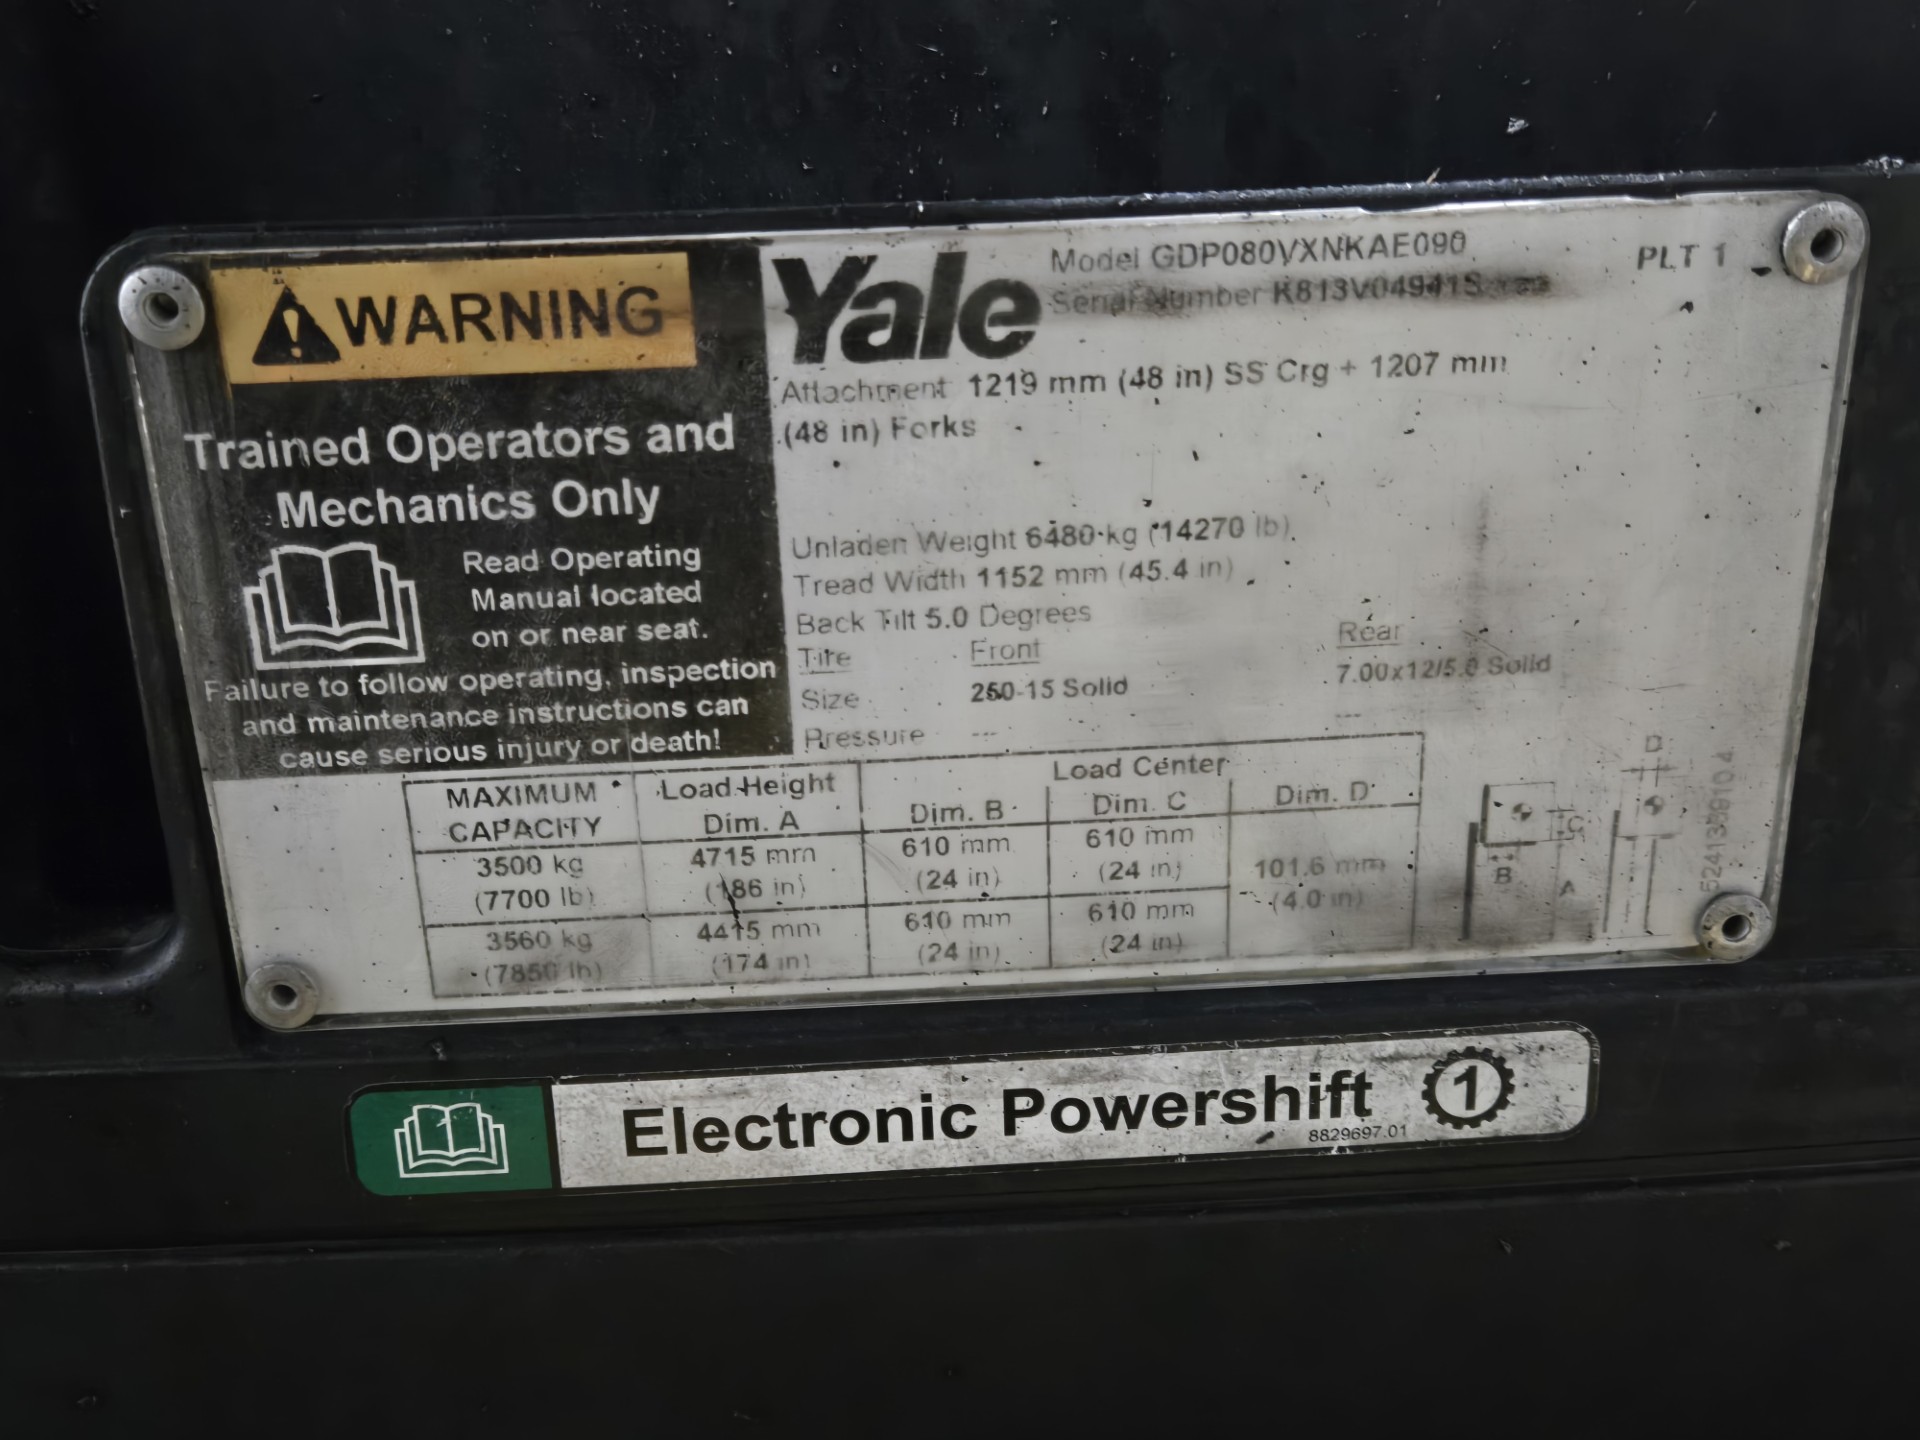 WARNING
Trained Operators and
Mechanics Only
Read Operating
Manual located
on or near seat.
Failure to follow operating, inspection
and maintenance instructions can
cause serious injury or death!
Yale
Model GDP080VXNKAE090
PLT 1
Serial Number K813V04941S
Attachment 1219 mm (48 in) SS Crg + 1207 mm
(48 in) Forks
Unladen Weight 6480 kg (14270 lb)
Tread Width 1152 mm (45.4 in)
Back Tilt 5.0 Degrees
Tire Front Rear
Size 250-15 Solid 7.00x12/5.0 Solid
Pressure --- ---
MAXIMUM CAPACITY
Load Height Dim. A
Load Center
Dim. B Dim. C Dim. D
3500 kg 4715 mm 610 mm 610 mm
(7700 lb) (186 in) (24 in) (24 in)
101.6 mm
(4.0 in)
3560 kg 4415 mm 610 mm 610 mm
(7850 lb) (174 in) (24 in) (24 in)
B
C
A
D
Electronic Powershift 1
8829697.01